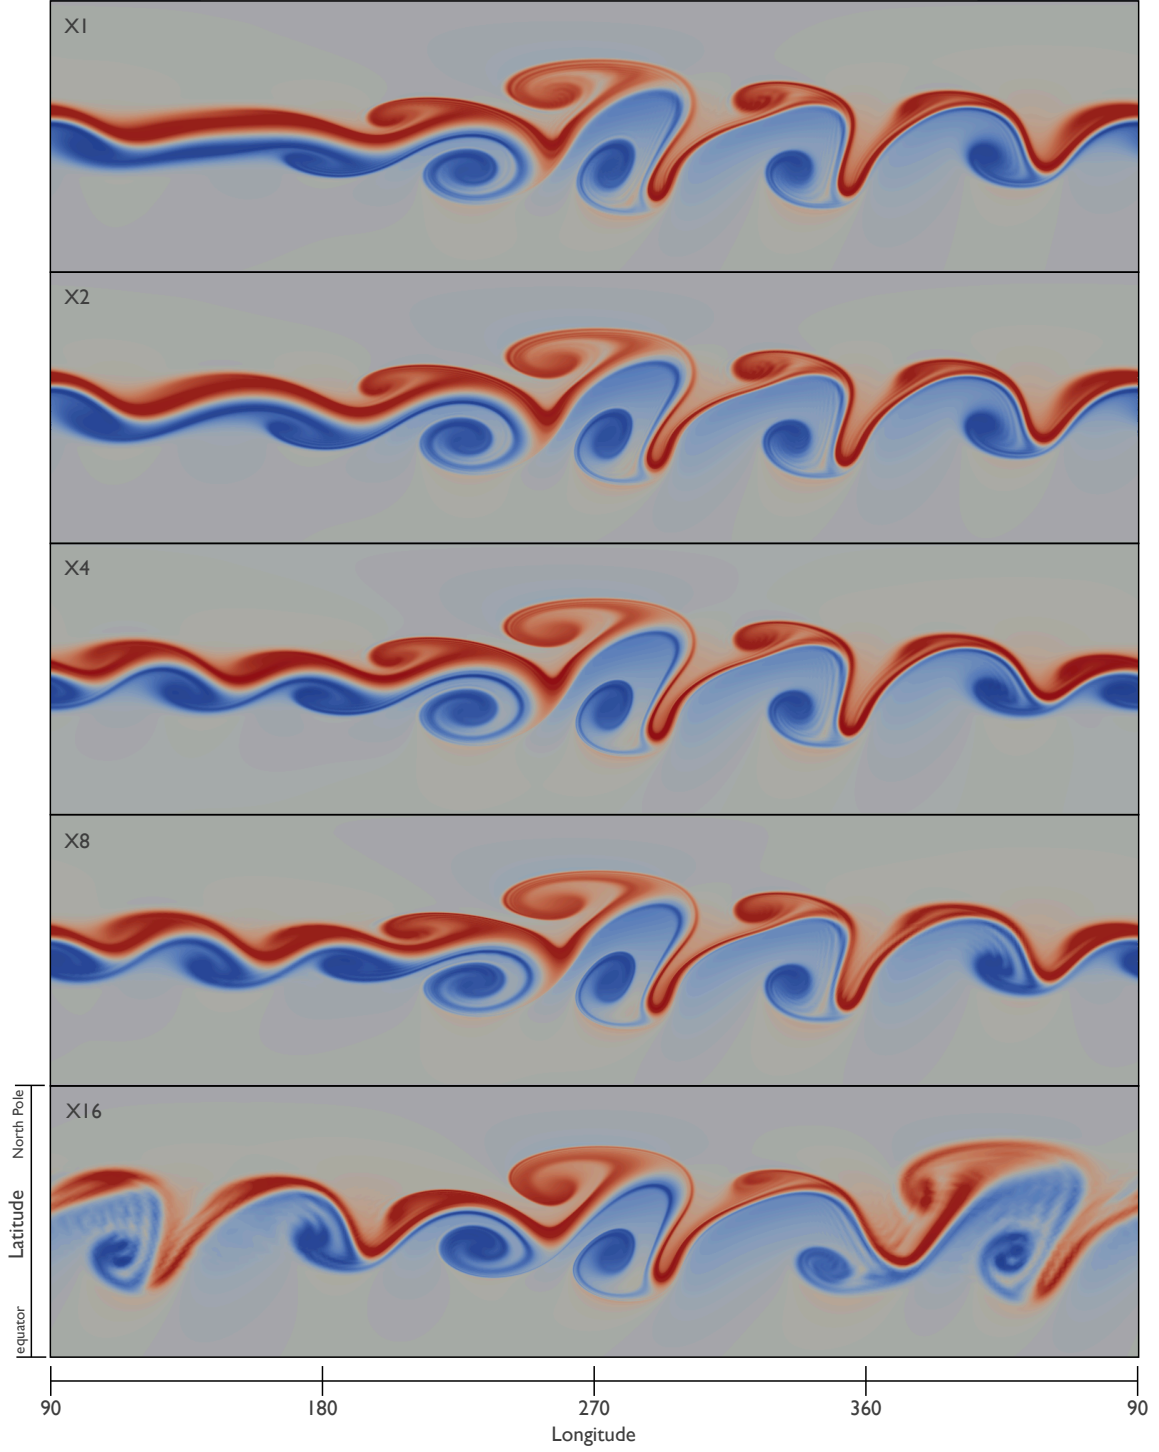 X1
X2
X4
X8
X16
North Pole
Latitude
equator
90 180 270 360 90
Longitude